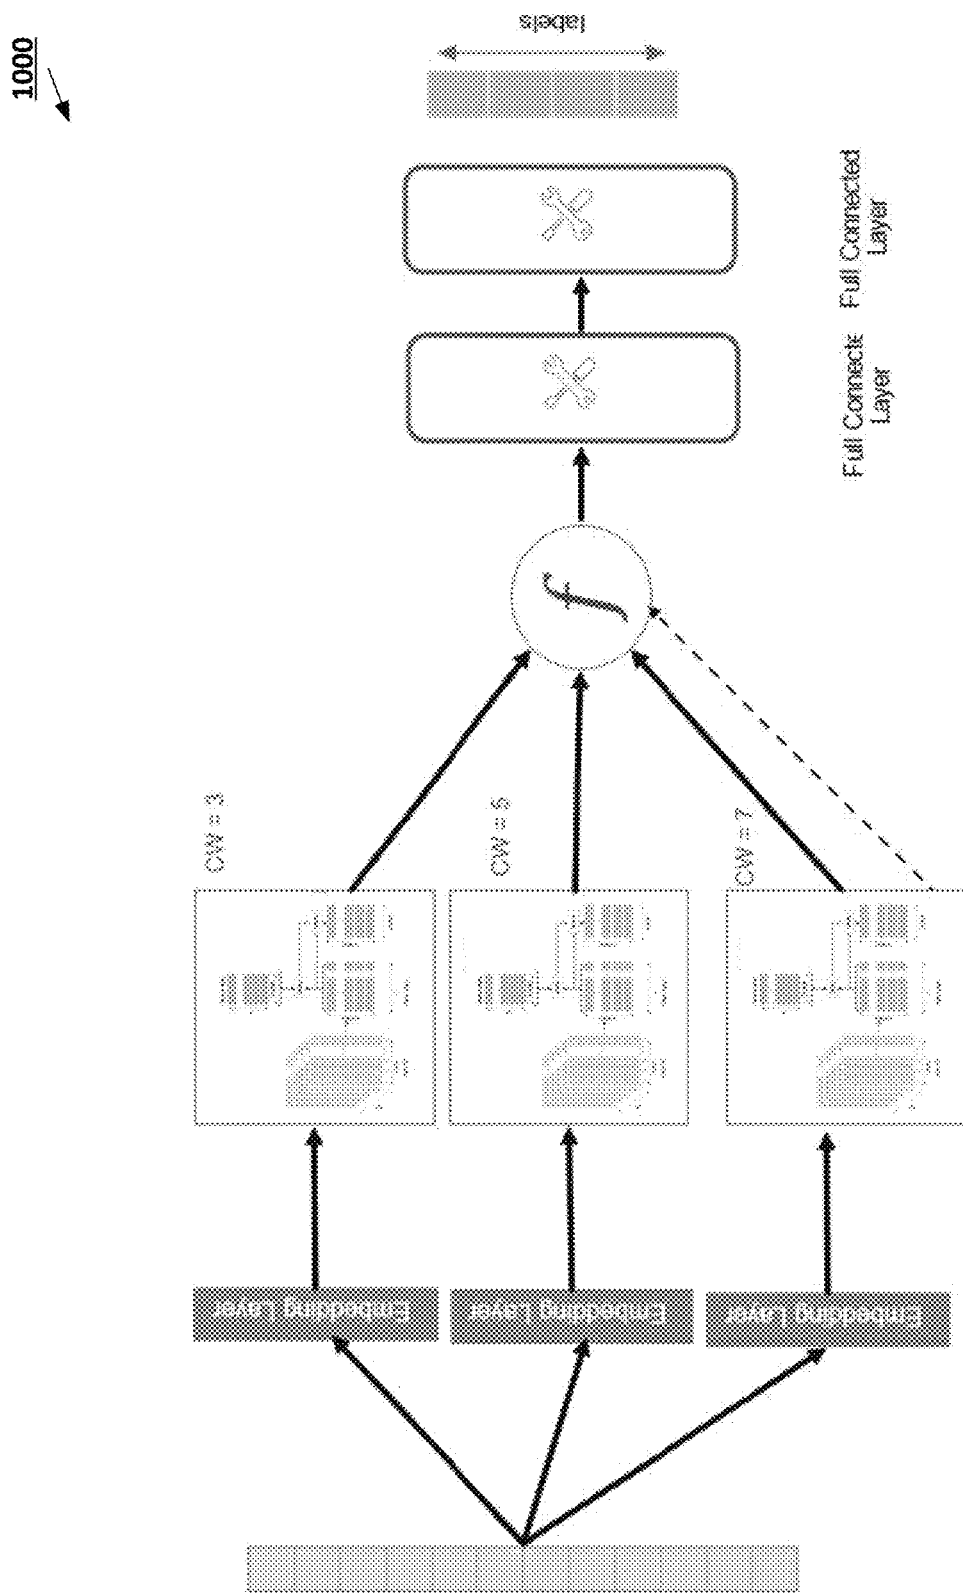 1000
labels
Full Connected
Layer
Full Connecte
Layer
CW = 3
CW = 5
CW = 7
Embedding Layer
Embedding Layer
Embedding Layer
f